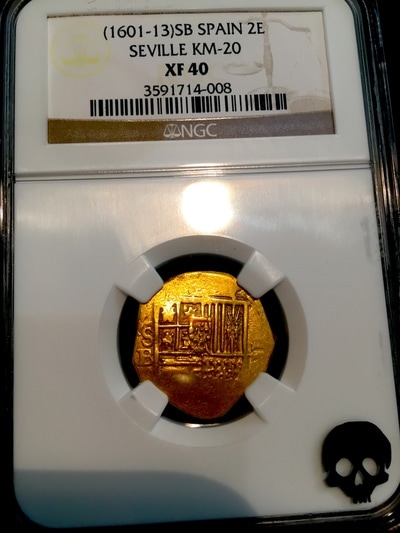 (1601-13)SB SPAIN 2E
SEVILLE KM-20
XF 40
3591714-008
NGC
S
B